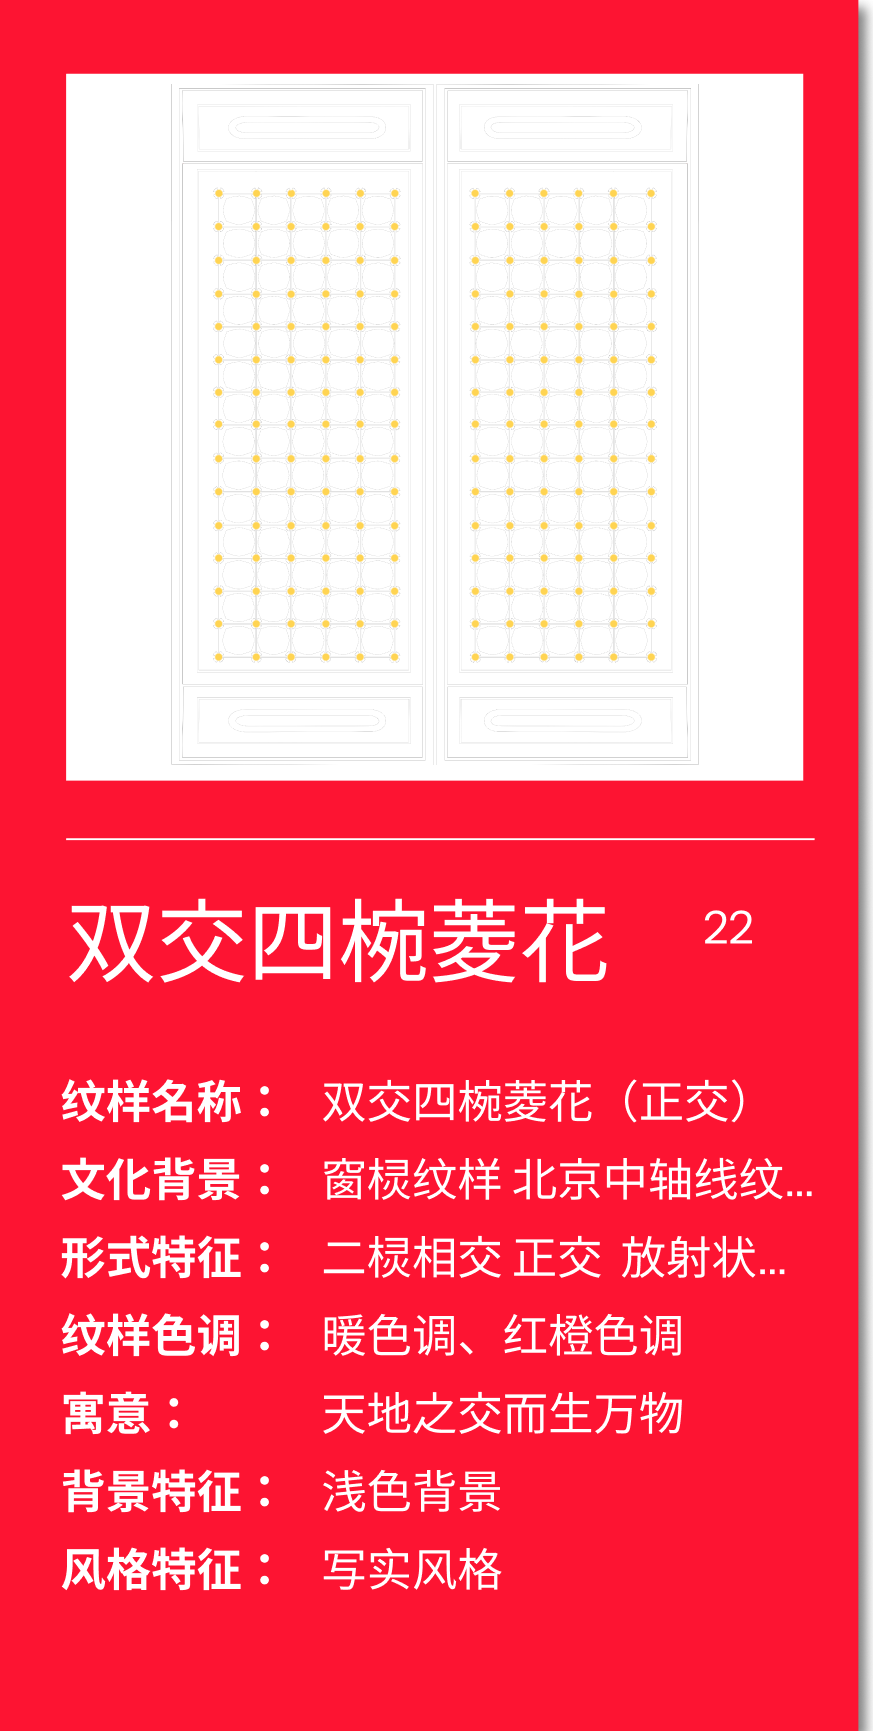 双交四椀菱花 22
纹样名称： 双交四椀菱花（正交）
文化背景： 窗棂纹样 北京中轴线纹...
形式特征： 二棂相交 正交 放射状...
纹样色调： 暖色调、红橙色调
寓意： 天地之交而生万物
背景特征： 浅色背景
风格特征： 写实风格